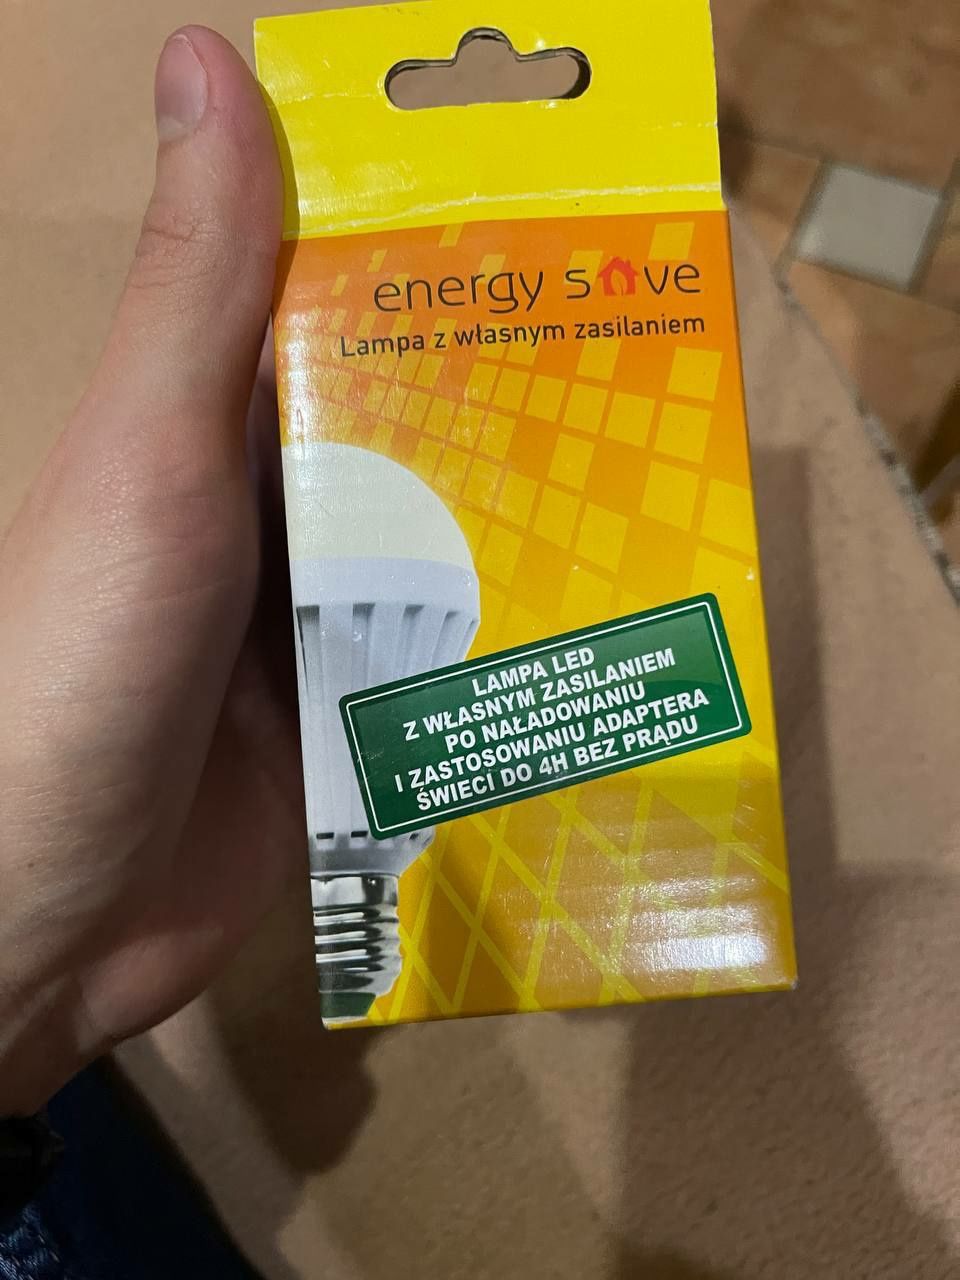 energy save
Lampa z własnym zasilaniem
LAMPA LED
Z WŁASNYM ZASILANIEM
PO NAŁADOWANIU
I ZASTOSOWANIU ADAPTERA
ŚWIECI DO 4H BEZ PRĄDU